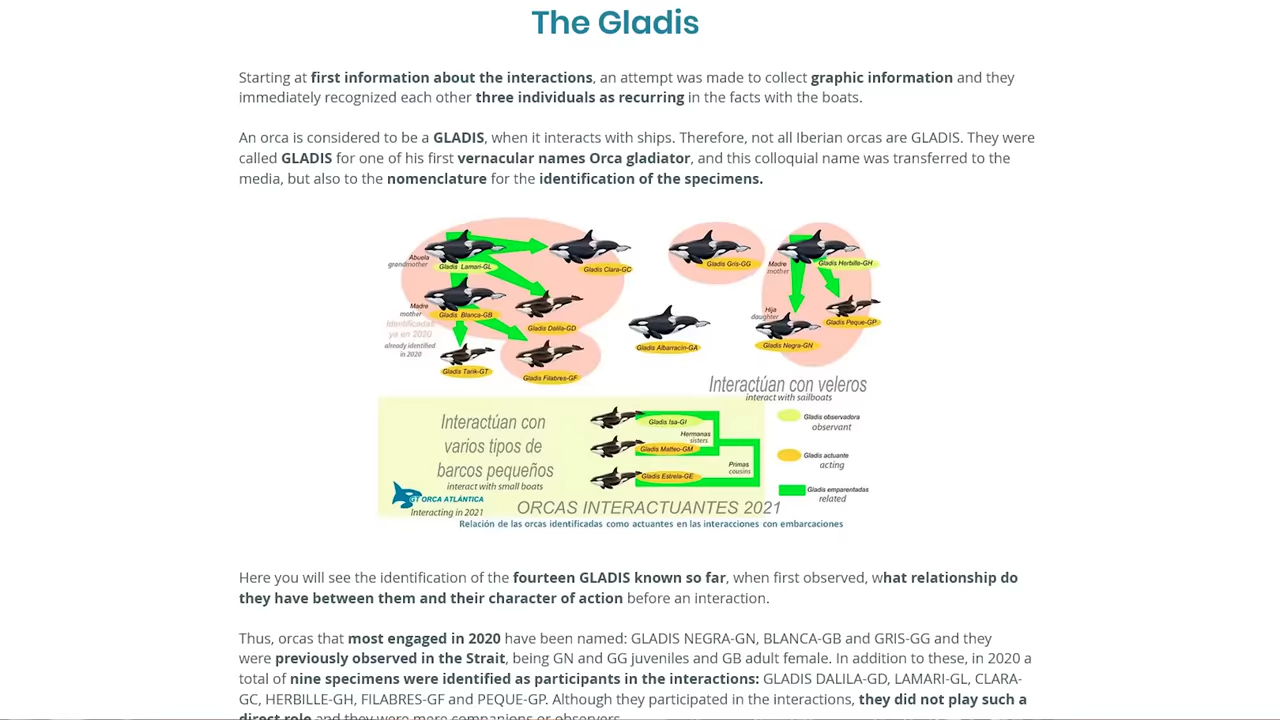 The Gladis
Starting at first information about the interactions, an attempt was made to collect graphic information and they
immediately recognized each other three individuals as recurring in the facts with the boats.
An orca is considered to be a GLADIS, when it interacts with ships. Therefore, not all Iberian orcas are GLADIS. They were
called GLADIS for one of his first vernacular names Orca gladiator, and this colloquial name was transferred to the
media, but also to the nomenclature for the identification of the specimens.
Abuela
grandmother
Gladis Lamari-GL
Gladis Clara-GC
Gladis Gris-GG
Madre
mother
Gladis Herbille-GH
Madre
mother
Gladis Blanca-GB
Gladis Dalila-GD
Identificadas
ya en 2020
already identified
in 2020
Gladis Tarik-GT
Gladis Filabres-GF
Gladis Albarracín-GA
Hija
daughter
Gladis Peque-GP
Gladis Negra-GN
Interactúan con veleros
interact with sailboats
Interactúan con
varios tipos de
barcos pequeños
interact with small boats
Gladis Isa-GI
Hermanas
sisters
Gladis Matteo-GM
Primas
cousins
Gladis Estrela-GE
Gladis observadora
observant
Gladis actuante
acting
Gladis emparentadas
related
GT ORCA ATLÁNTICA
Interacting in 2021
ORCAS INTERACTUANTES 2021
Relación de las orcas identificadas como actuantes en las interacciones con embarcaciones
Here you will see the identification of the fourteen GLADIS known so far, when first observed, what relationship do
they have between them and their character of action before an interaction.
Thus, orcas that most engaged in 2020 have been named: GLADIS NEGRA-GN, BLANCA-GB and GRIS-GG and they
were previously observed in the Strait, being GN and GG juveniles and GB adult female. In addition to these, in 2020 a
total of nine specimens were identified as participants in the interactions: GLADIS DALILA-GD, LAMARI-GL, CLARA-
GC, HERBILLE-GH, FILABRES-GF and PEQUE-GP. Although they participated in the interactions, they did not play such a
direct role and they were mere companions or observers.